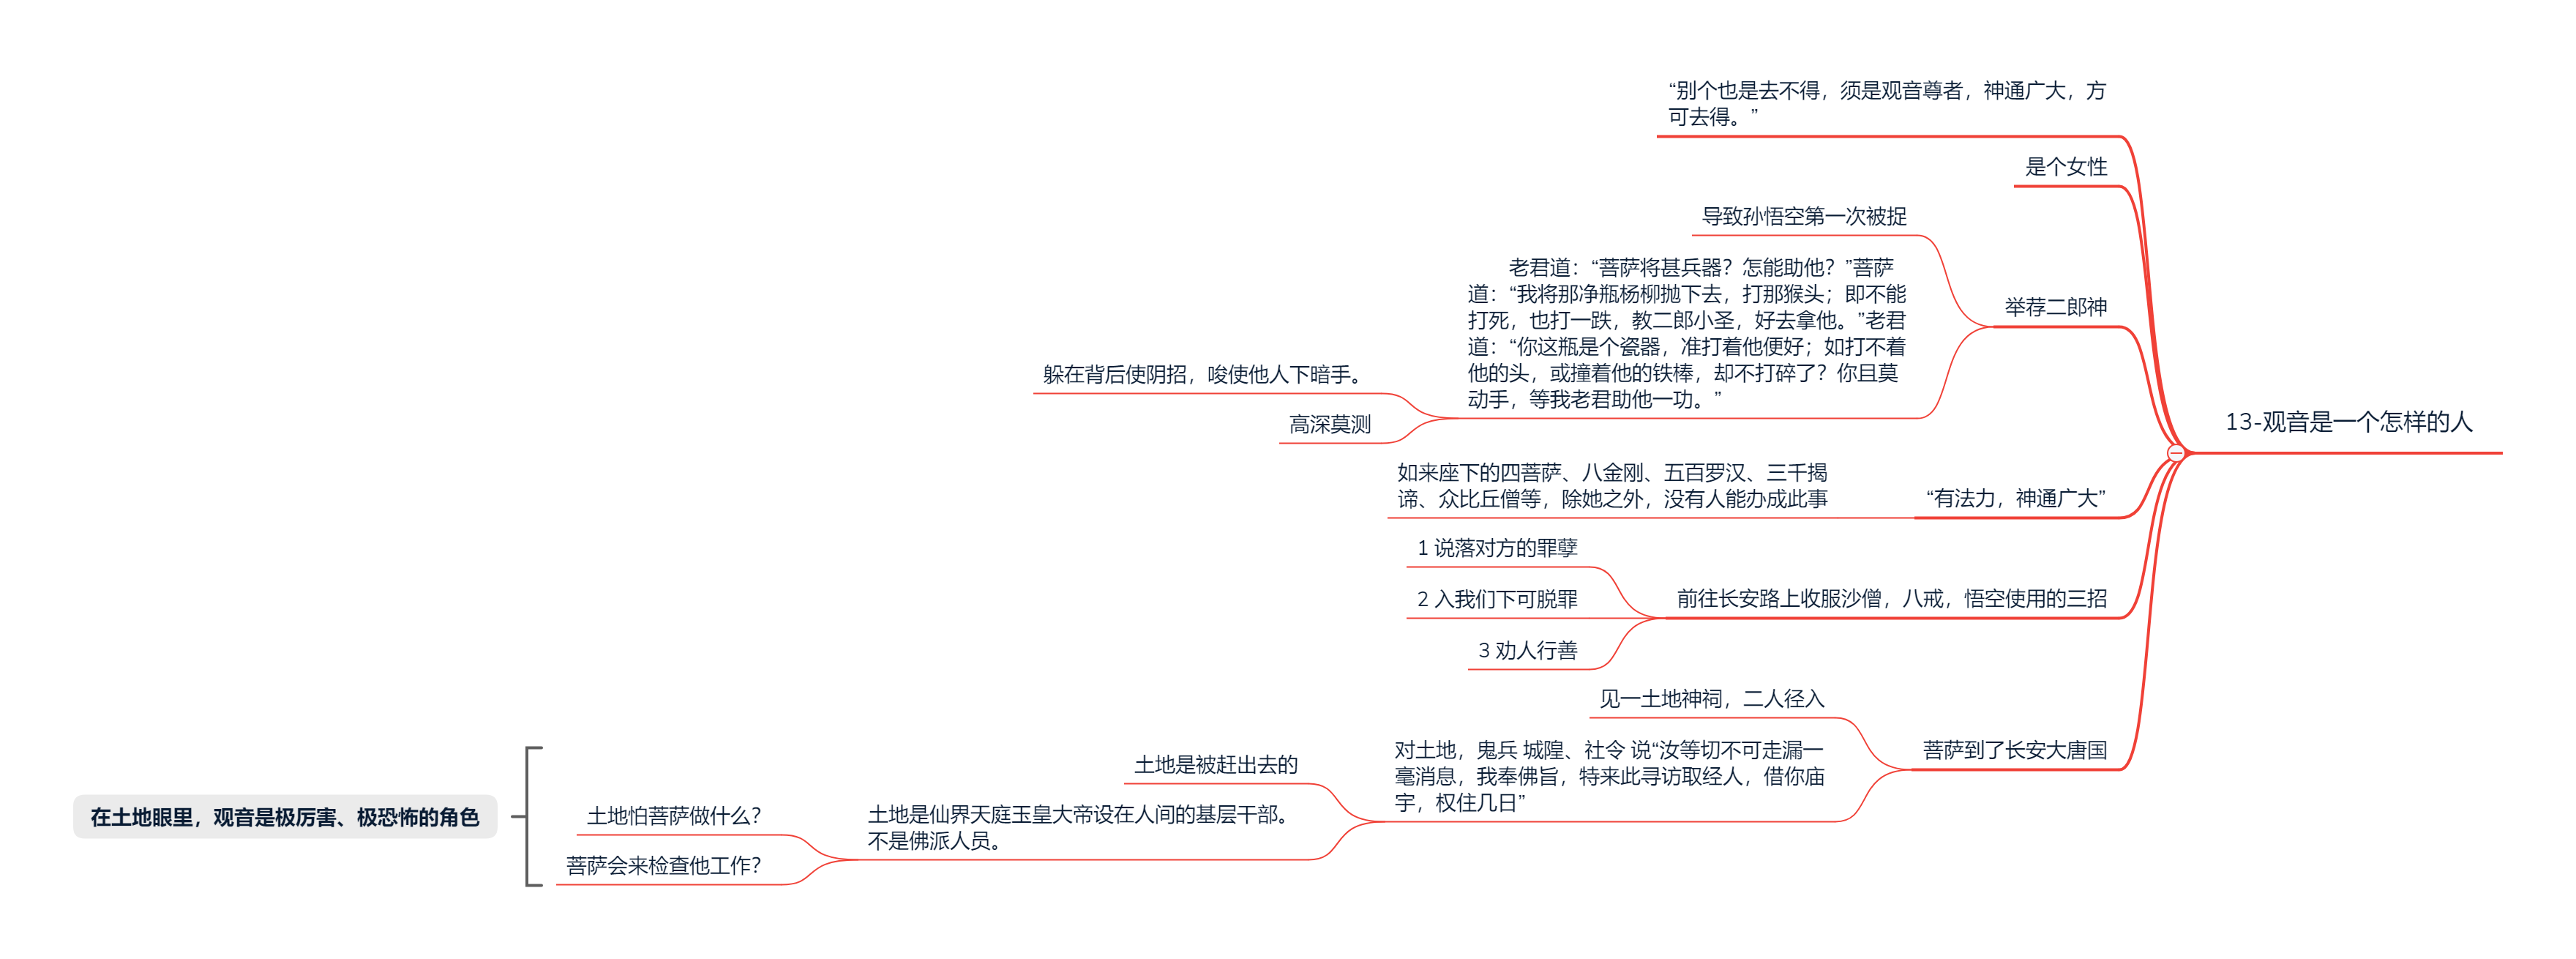 13-观音是一个怎样的人
“别个也是去不得，须是观音尊者，神通广大，方
可去得。”
是个女性
举荐二郎神
导致孙悟空第一次被捉
老君道：“菩萨将甚兵器？怎能助他？”菩萨
道：“我将那净瓶杨柳抛下去，打那猴头；即不能
打死，也打一跌，教二郎小圣，好去拿他。”老君
道：“你这瓶是个瓷器，准打着他便好；如打不着
他的头，或撞着他的铁棒，却不打碎了？你且莫
动手，等我老君助他一功。”
躲在背后使阴招，唆使他人下暗手。
高深莫测
“有法力，神通广大”
如来座下的四菩萨、八金刚、五百罗汉、三千揭
谛、众比丘僧等，除她之外，没有人能办成此事
前往长安路上收服沙僧，八戒，悟空使用的三招
1 说落对方的罪孽
2 入我们下可脱罪
3 劝人行善
菩萨到了长安大唐国
见一土地神祠，二人径入
对土地，鬼兵 城隍、社令 说“汝等切不可走漏一
毫消息，我奉佛旨，特来此寻访取经人，借你庙
宇，权住几日”
土地是被赶出去的
土地是仙界天庭玉皇大帝设在人间的基层干部。
不是佛派人员。
土地怕菩萨做什么？
菩萨会来检查他工作？
在土地眼里，观音是极厉害、极恐怖的角色